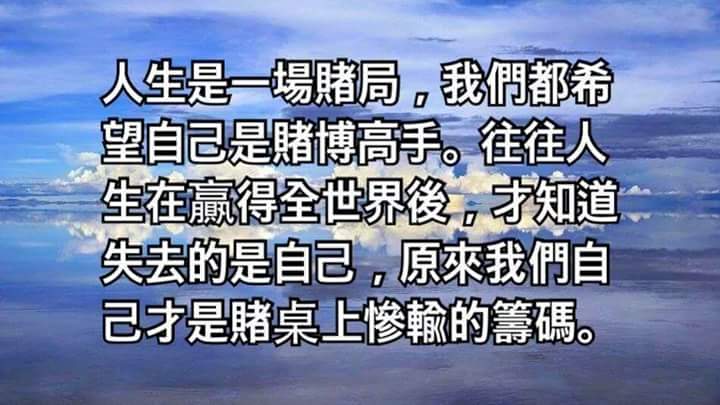 人生是一場賭局，我們都希
望自己是賭博高手。往往人
生在贏得全世界後，才知道
失去的是自己，原來我們自
己才是賭桌上慘輸的籌碼。